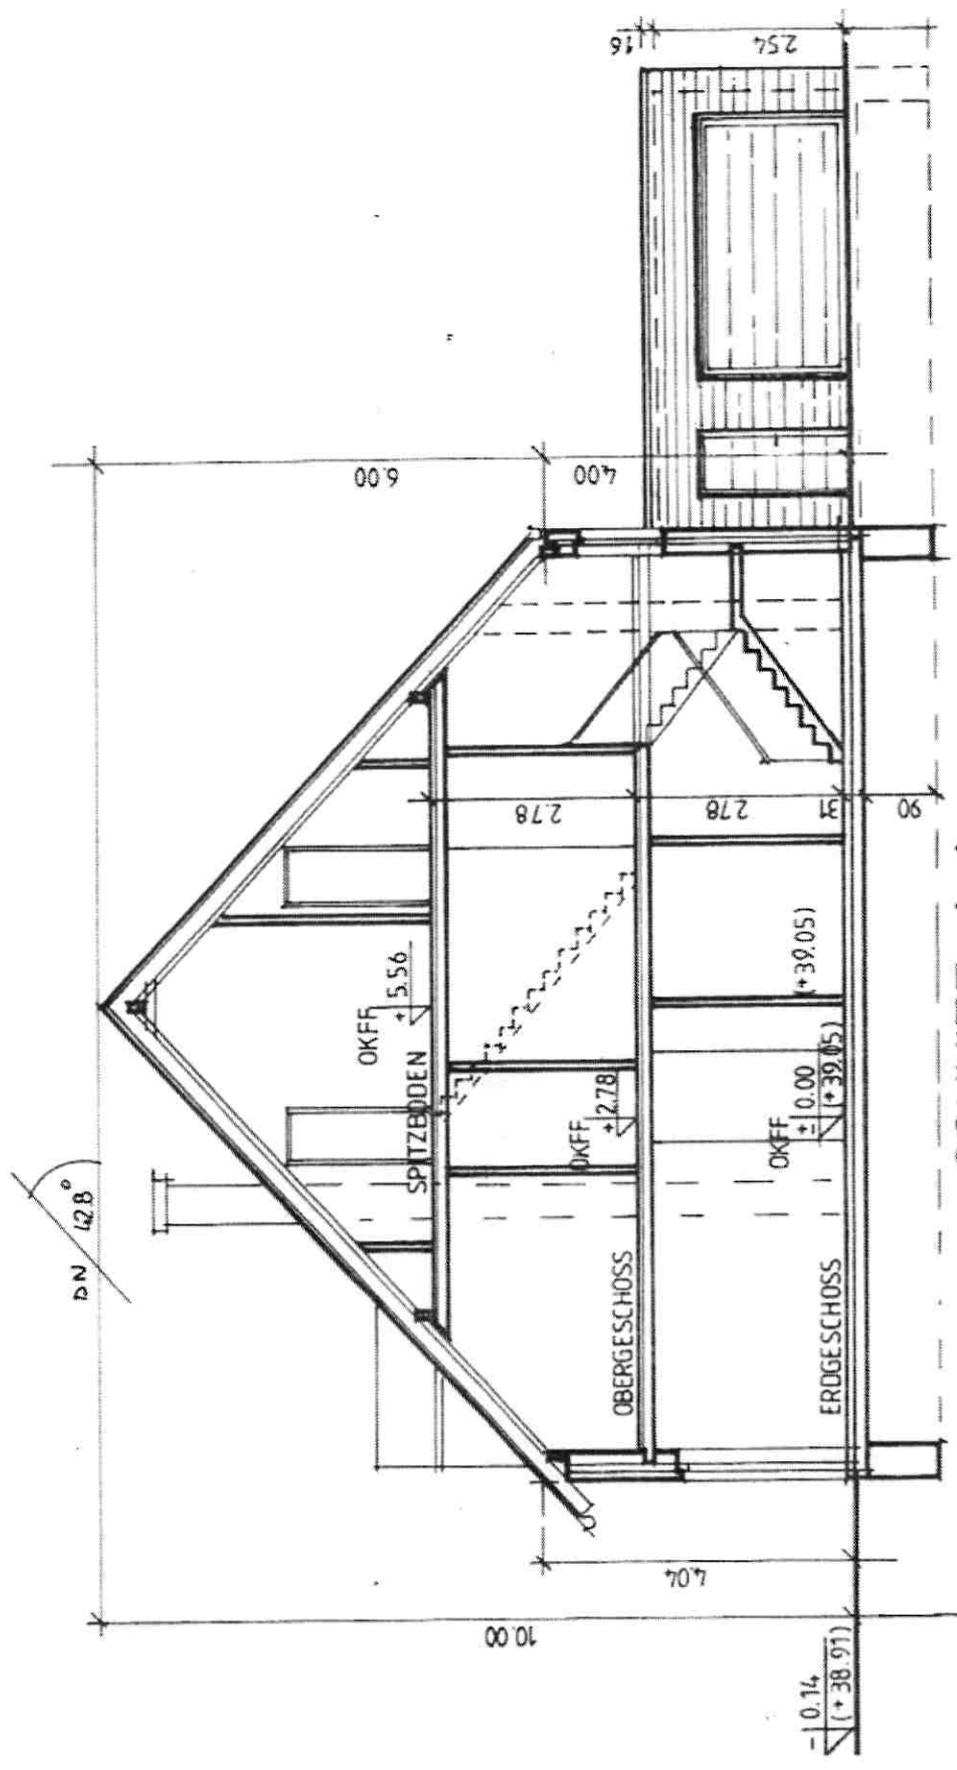 DN 42.8°
16
2.54
6.00
4.00
OKFF
+5.56
SPITZBODEN
2.78
OKFF
+2.78
OBERGESCHOSS
2.78
(+39.05)
OKFF
± 0.00
(+39.05)
ERDGESCHOSS
31
90
4.04
10.00
-0.14
(+38.91)